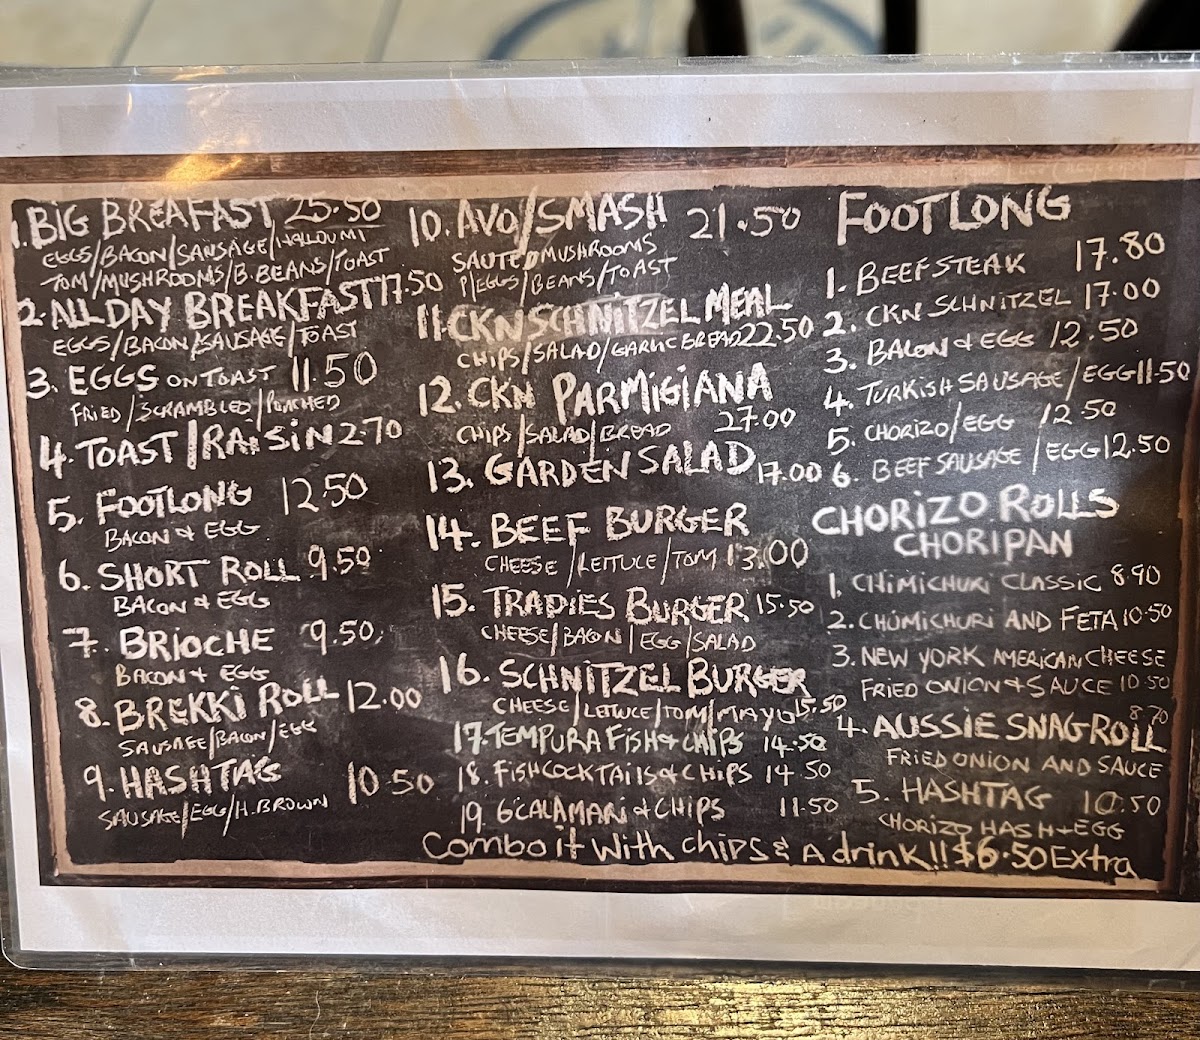 1. BIG BREAFAST 25.50
EGGS/BACON/SAUSAGE/HALLOUMI
TOM/MUSHROOMS/B.BEANS/TOAST
2. ALL DAY BREAKFAST 17.50
EGGS/BACON/SAUSAGE/TOAST
3. EGGS ON TOAST 11.50
FRIED/SCRAMBLED/POACHED
4. TOAST/RAISIN 2.70
5. FOOTLONG 12.50
BACON & EGG
6. SHORT ROLL 9.50
BACON & EGG
7. BRIOCHE 9.50
BACON & EGG
8. BREKKI ROLL 12.00
SAUSAGE/BACON/EGG
9. HASHTAG 10.50
SAUSAGE/EGG/H.BROWN
10. AVO/SMASH 21.50
SAUTED MUSHROOMS
P/EGGS/BEANS/TOAST
11. CKN SCHNITZEL MEAL
CHIPS/SALAD/GARLIC BREAD 22.50
12. CKN PARMIGIANA
CHIPS/SALAD/BREAD 27.00
13. GARDEN SALAD 17.00
14. BEEF BURGER
CHEESE/LETTUCE/TOM 13.00
15. TRADIES BURGER 15.50
CHEESE/BACON/EGG/SALAD
16. SCHNITZEL BURGER
CHEESE/LETUCE/TOM/MAYO 15.50
17. TEMPURA FISH & CHIPS 14.50
18. FISHCOCKTAILS & CHIPS 14.50
19. 6 CALAMARI & CHIPS 11.50
FOOTLONG
1. BEEF STEAK 17.80
2. CKN SCHNITZEL 17.00
3. BACON & EGG 12.50
4. TURKISH SAUSAGE/EGG 11.50
5. CHORIZO/EGG 12.50
6. BEEF SAUSAGE/EGG 12.50
CHORIZO ROLLS
CHORIPAN
1. CHIMICHURI CLASSIC 8.90
2. CHUMICHURI AND FETA 10.50
3. NEW YORK AMERICAN CHEESE
FRIED ONION & SAUCE 10.50
4. AUSSIE SNAG ROLL 8.70
FRIED ONION AND SAUCE
5. HASHTAG 10.50
CHORIZO HASH + EGG
Combo it with chips & A drink!! $6.50 Extra